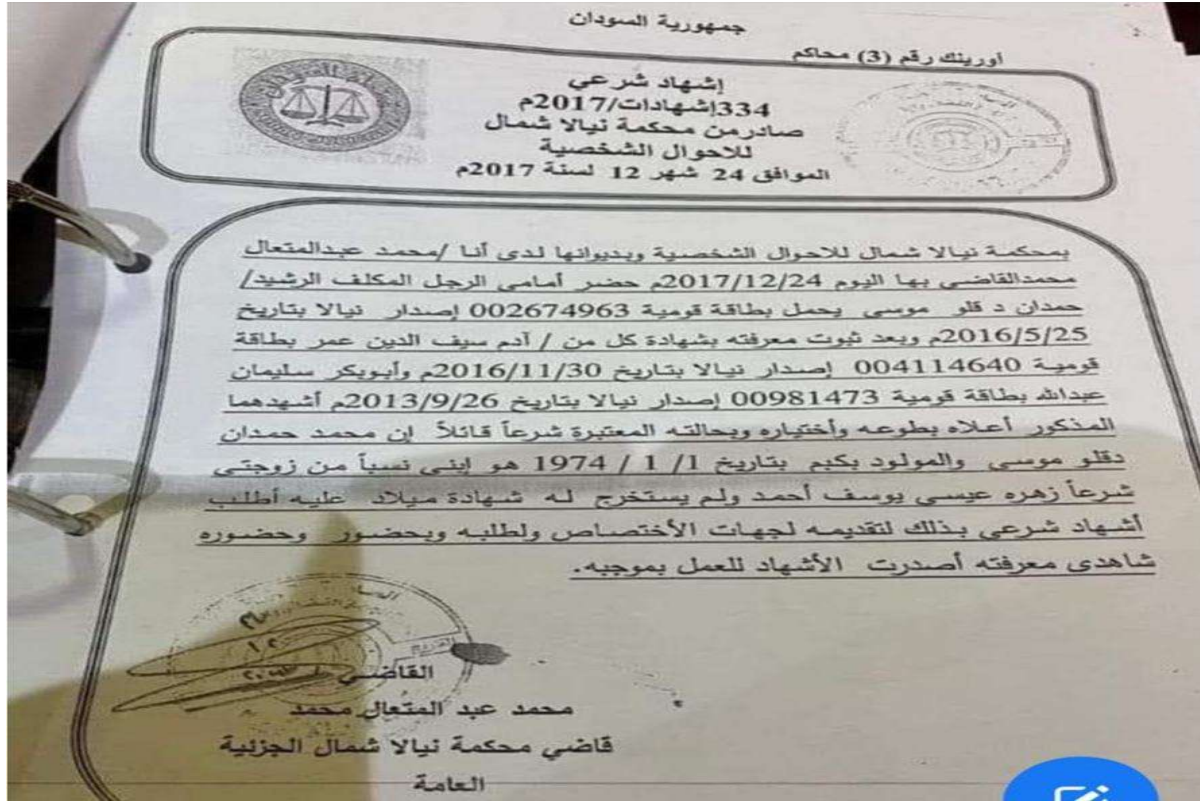 جمهورية السودان
أورينك رقم (3) محاكم
إشهاد شرعي
334إشهادات/2017م
صادرمن محكمة نيالا شمال
للاحوال الشخصية
الموافق 24 شهر 12 لسنة 2017م
بمحكمة نيالا شمال للاحوال الشخصية وبديوانها لدى أنا /محمد عبدالمتعال
محمدالقاضي بها اليوم 2017/12/24م حضر أمامى الرجل المكلف الرشيد/
حمدان د قلو موسى يحمل بطاقة قومية 002674963 إصدار نيالا بتاريخ
2016/5/25م وبعد ثبوت معرفته بشهادة كل من / آدم سيف الدين عمر بطاقة
قومية 004114640 إصدار نيالا بتاريخ 2016/11/30م وأبوبكر سليمان
عبدالله بطاقة قومية 00981473 إصدار نيالا بتاريخ 2013/9/26م أشهدهما
المذكور أعلاه بطوعه وأختياره وبحالته المعتبرة شرعاً قائلاً إن محمد حمدان
دقلو موسى والمولود بكبم بتاريخ 1/ 1 / 1974 هو إبنى نسباً من زوجتى
شرعاً زهره عيسى يوسف أحمد ولم يستخرج له شهادة ميلاد عليه أطلب
أشهاد شرعي بذلك لتقديمه لجهات الأختصاص ولطلبه وبحضور وحضوره
شاهدى معرفته أصدرت الأشهاد للعمل بموجبه.
القاضي
محمد عبد المتعال محمد
قاضي محكمة نيالا شمال الجزئية
العامة